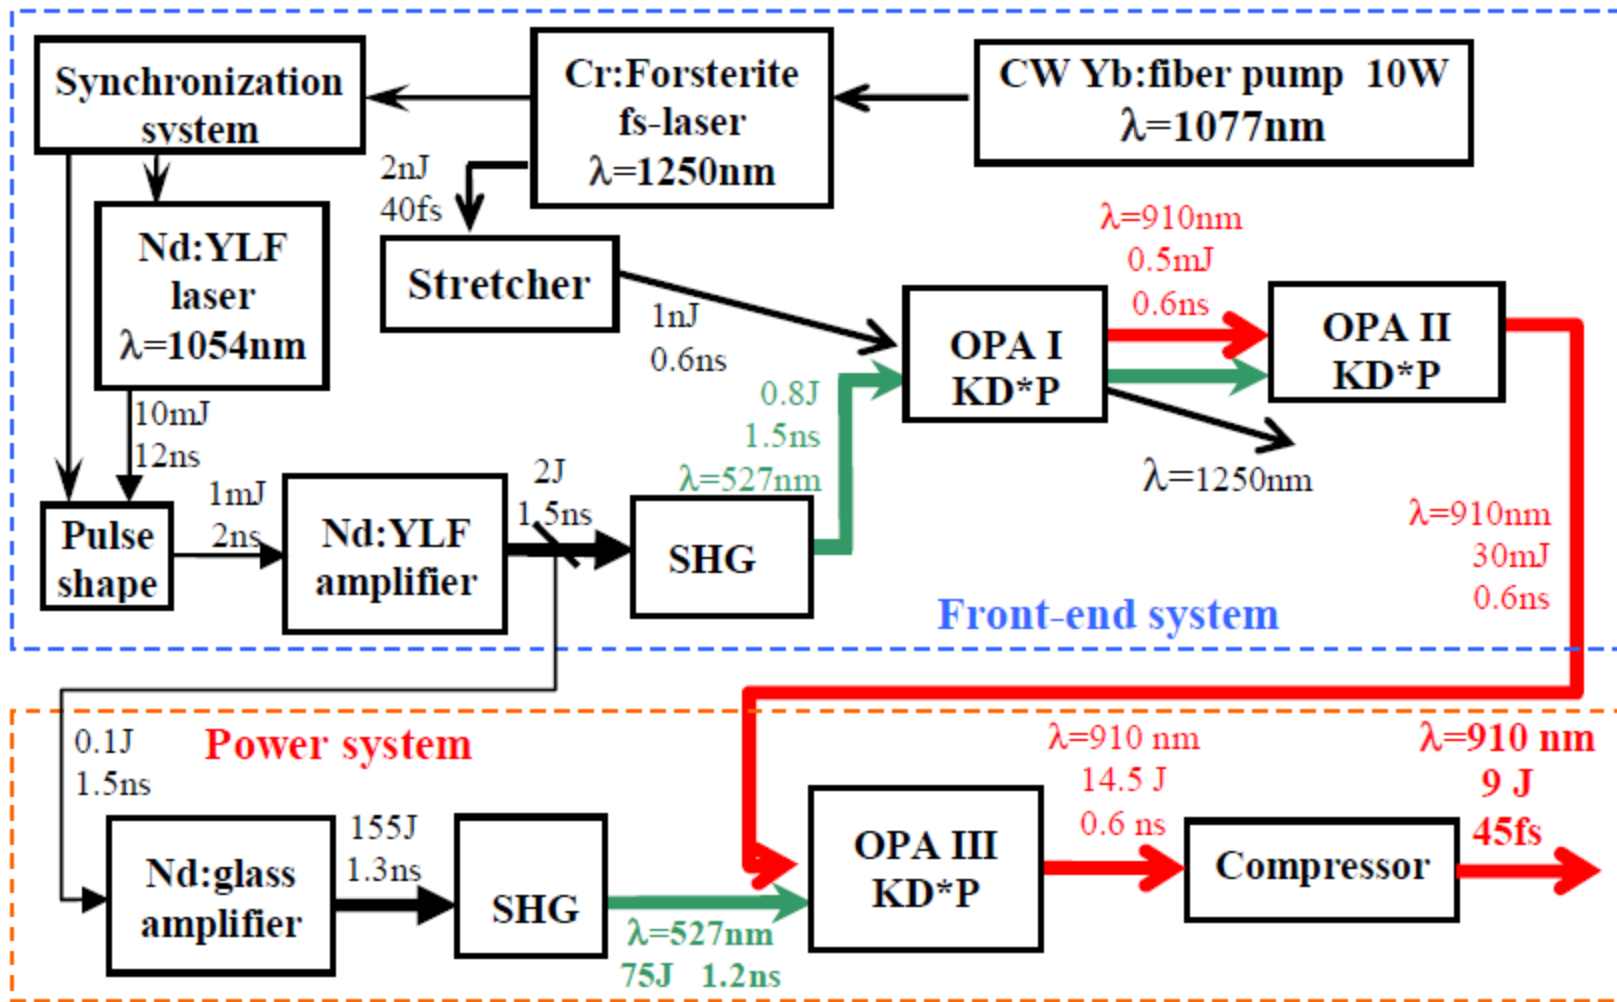 Synchronization
system
Cr:Forsterite
fs-laser
λ=1250nm
CW Yb:fiber pump 10W
λ=1077nm
2nJ
40fs
Nd:YLF
laser
λ=1054nm
Stretcher
1nJ
0.6ns
λ=910nm
0.5mJ
0.6ns
OPA I
KD*P
OPA II
KD*P
λ=1250nm
10mJ
12ns
0.8J
1.5ns
λ=527nm
Pulse
shape
1mJ
2ns
Nd:YLF
amplifier
2J
1.5ns
SHG
λ=910nm
30mJ
0.6ns
Front-end system
Power system
0.1J
1.5ns
Nd:glass
amplifier
155J
1.3ns
SHG
λ=527nm
75J 1.2ns
OPA III
KD*P
λ=910 nm
14.5 J
0.6 ns
Compressor
λ=910 nm
9 J
45fs